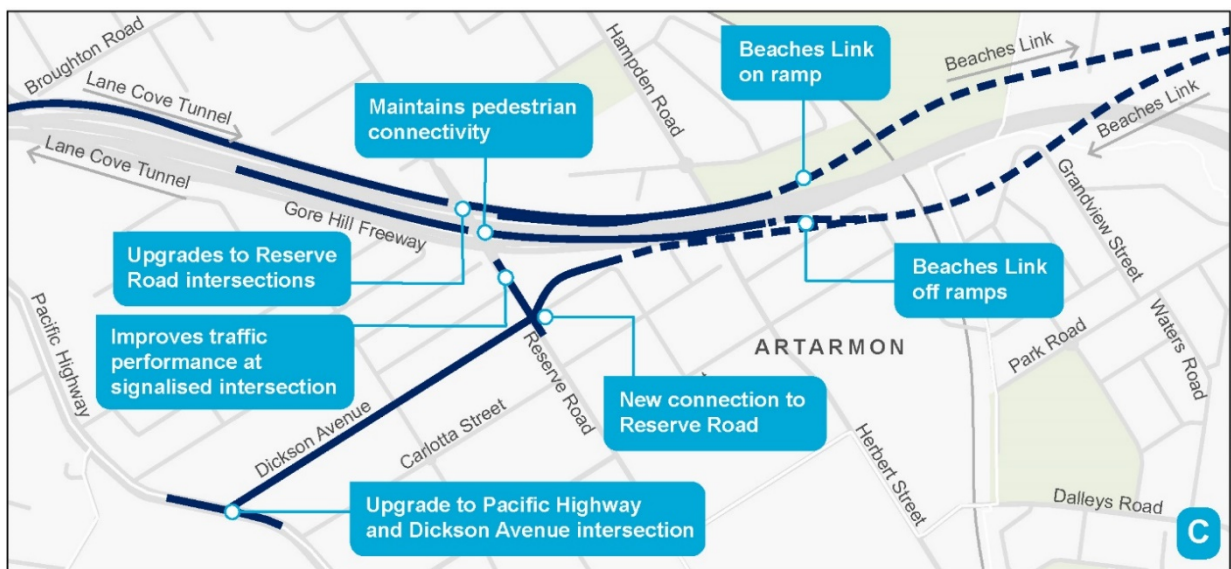 Broughton Road
Lane Cove Tunnel
Lane Cove Tunnel
Gore Hill Freeway
Maintains pedestrian
connectivity
Hampden Road
Beaches Link
on ramp
Beaches Link
Beaches Link
Upgrades to Reserve
Road intersections
Improves traffic
performance at
signalised intersection
Pacific Highway
Dickson Avenue
Carlotta Street
Reserve Road
New connection to
Reserve Road
ARTARMON
Beaches Link
off ramps
Grandview Street
Park Road
Waters Road
Herbert Street
Dalleys Road
Upgrade to Pacific Highway
and Dickson Avenue intersection
C